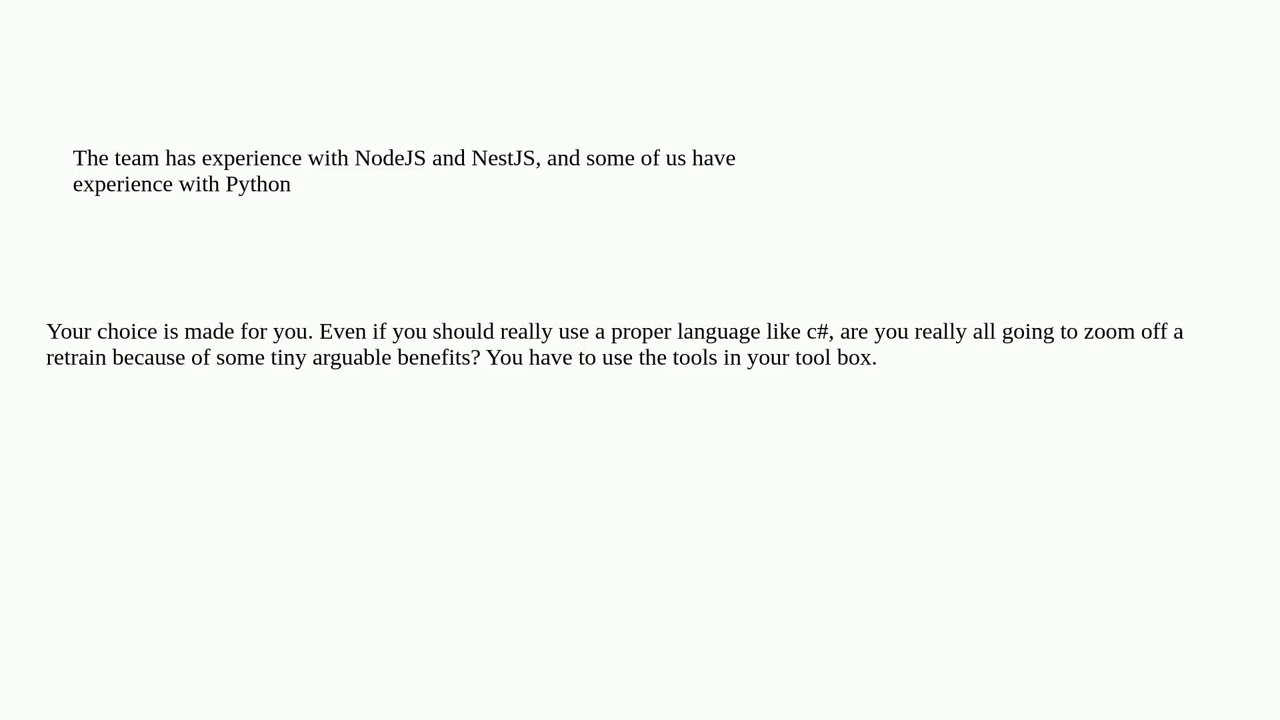 The team has experience with NodeJS and NestJS, and some of us have
experience with Python
Your choice is made for you. Even if you should really use a proper language like c#, are you really all going to zoom off a
retrain because of some tiny arguable benefits? You have to use the tools in your tool box.